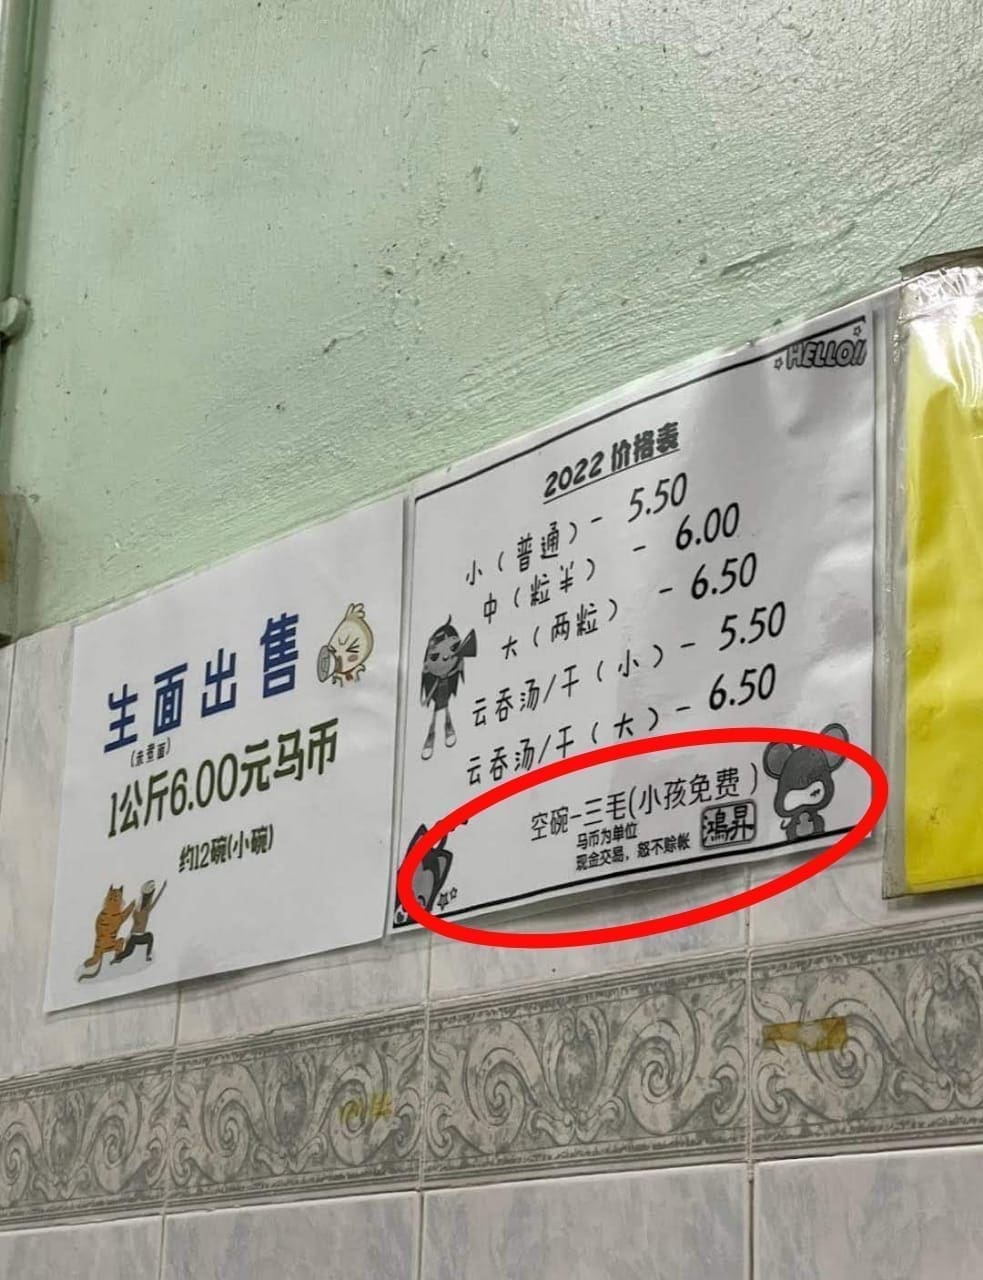 生面出售
(未煮面)
1公斤6.00元马币
约12碗(小碗)
HELLO!!
2022 价格表
小(普通) - 5.50
中(粒半) - 6.00
大(两粒) - 6.50
云吞汤/干(小) - 5.50
云吞汤/干(大) - 6.50
空碗-三毛(小孩免费)
马币为单位
现金交易，恕不赊帐
鴻昇